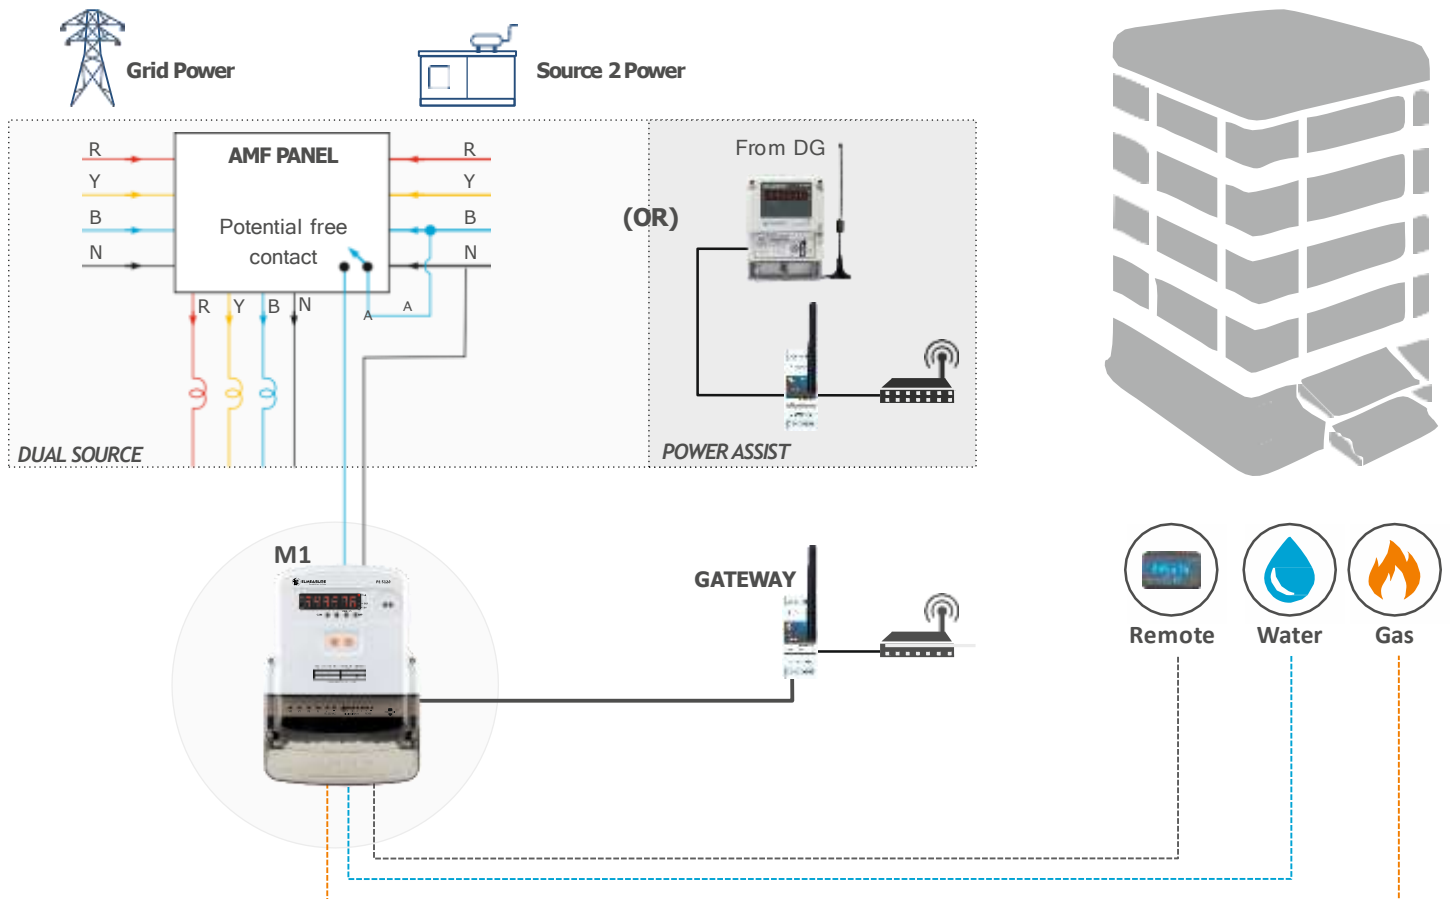 Grid Power
Source 2 Power
R
Y
B
N
AMF PANEL
Potential free
contact
R
Y
B
N
R
Y
B
N
A
A
DUAL SOURCE
(OR)
From DG
POWER ASSIST
M1
GATEWAY
Remote
Water
Gas